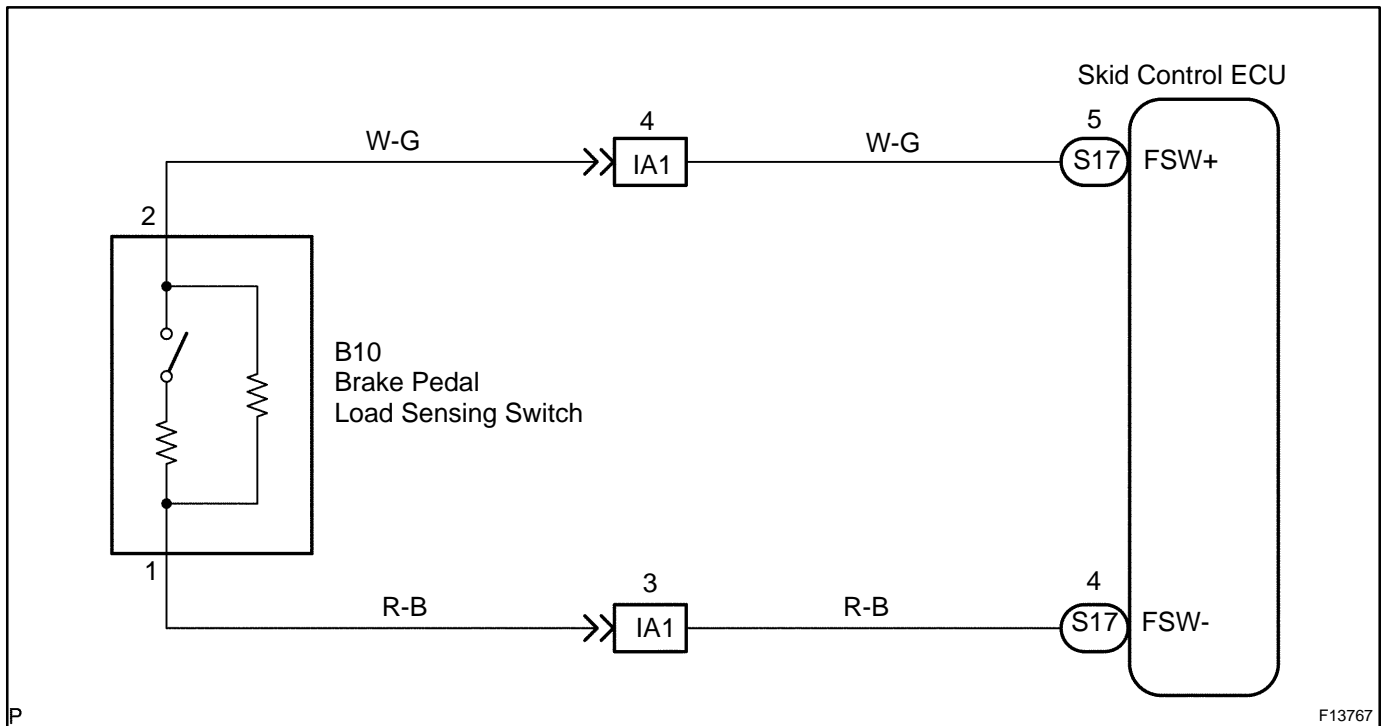 Skid Control ECU
W-G
4
IA1
W-G
5
S17
FSW+
2
B10
Brake Pedal
Load Sensing Switch
1
R-B
3
IA1
R-B
4
S17
FSW-
P
F13767